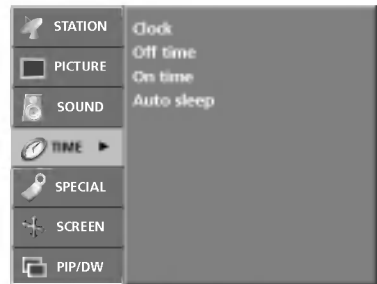 STATION
PICTURE
SOUND
TIME ►
SPECIAL
SCREEN
PIP/DW
Clock
Off time
On time
Auto sleep